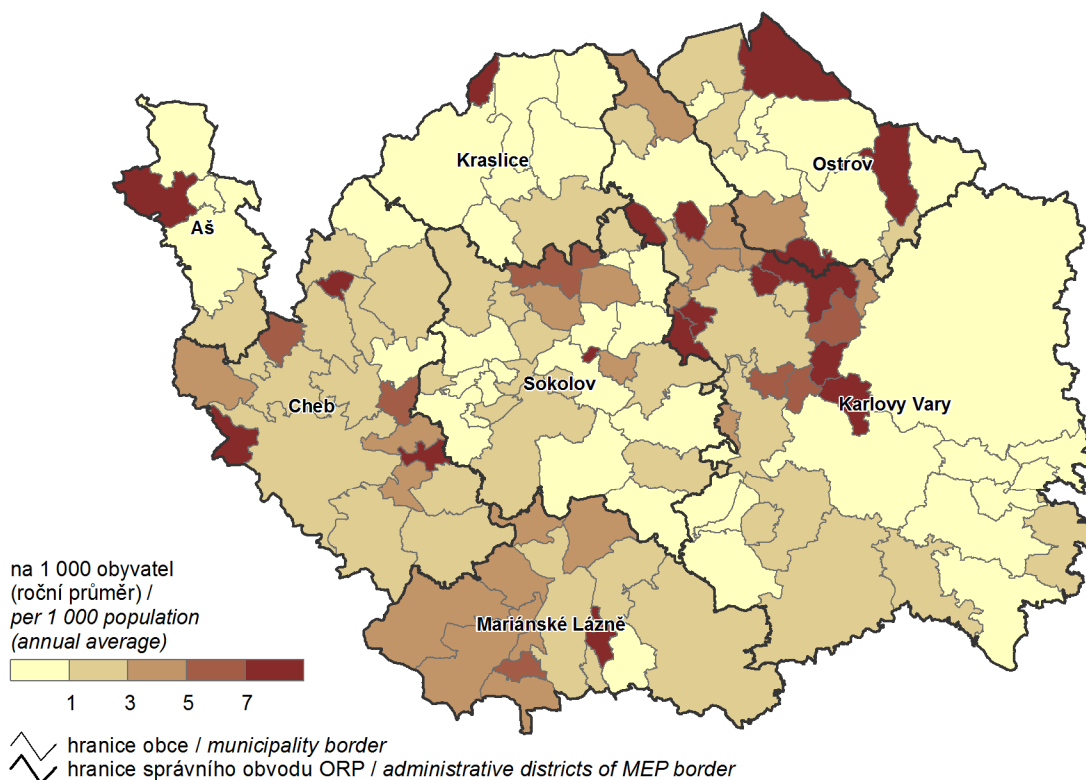 Kraslice
Ostrov
Aš
Sokolov
Cheb
Karlovy Vary
Mariánské Lázně
na 1 000 obyvatel
(roční průměr) /
per 1 000 population
(annual average)
1 3 5 7
hranice obce / municipality border
hranice správního obvodu ORP / administrative districts of MEP border